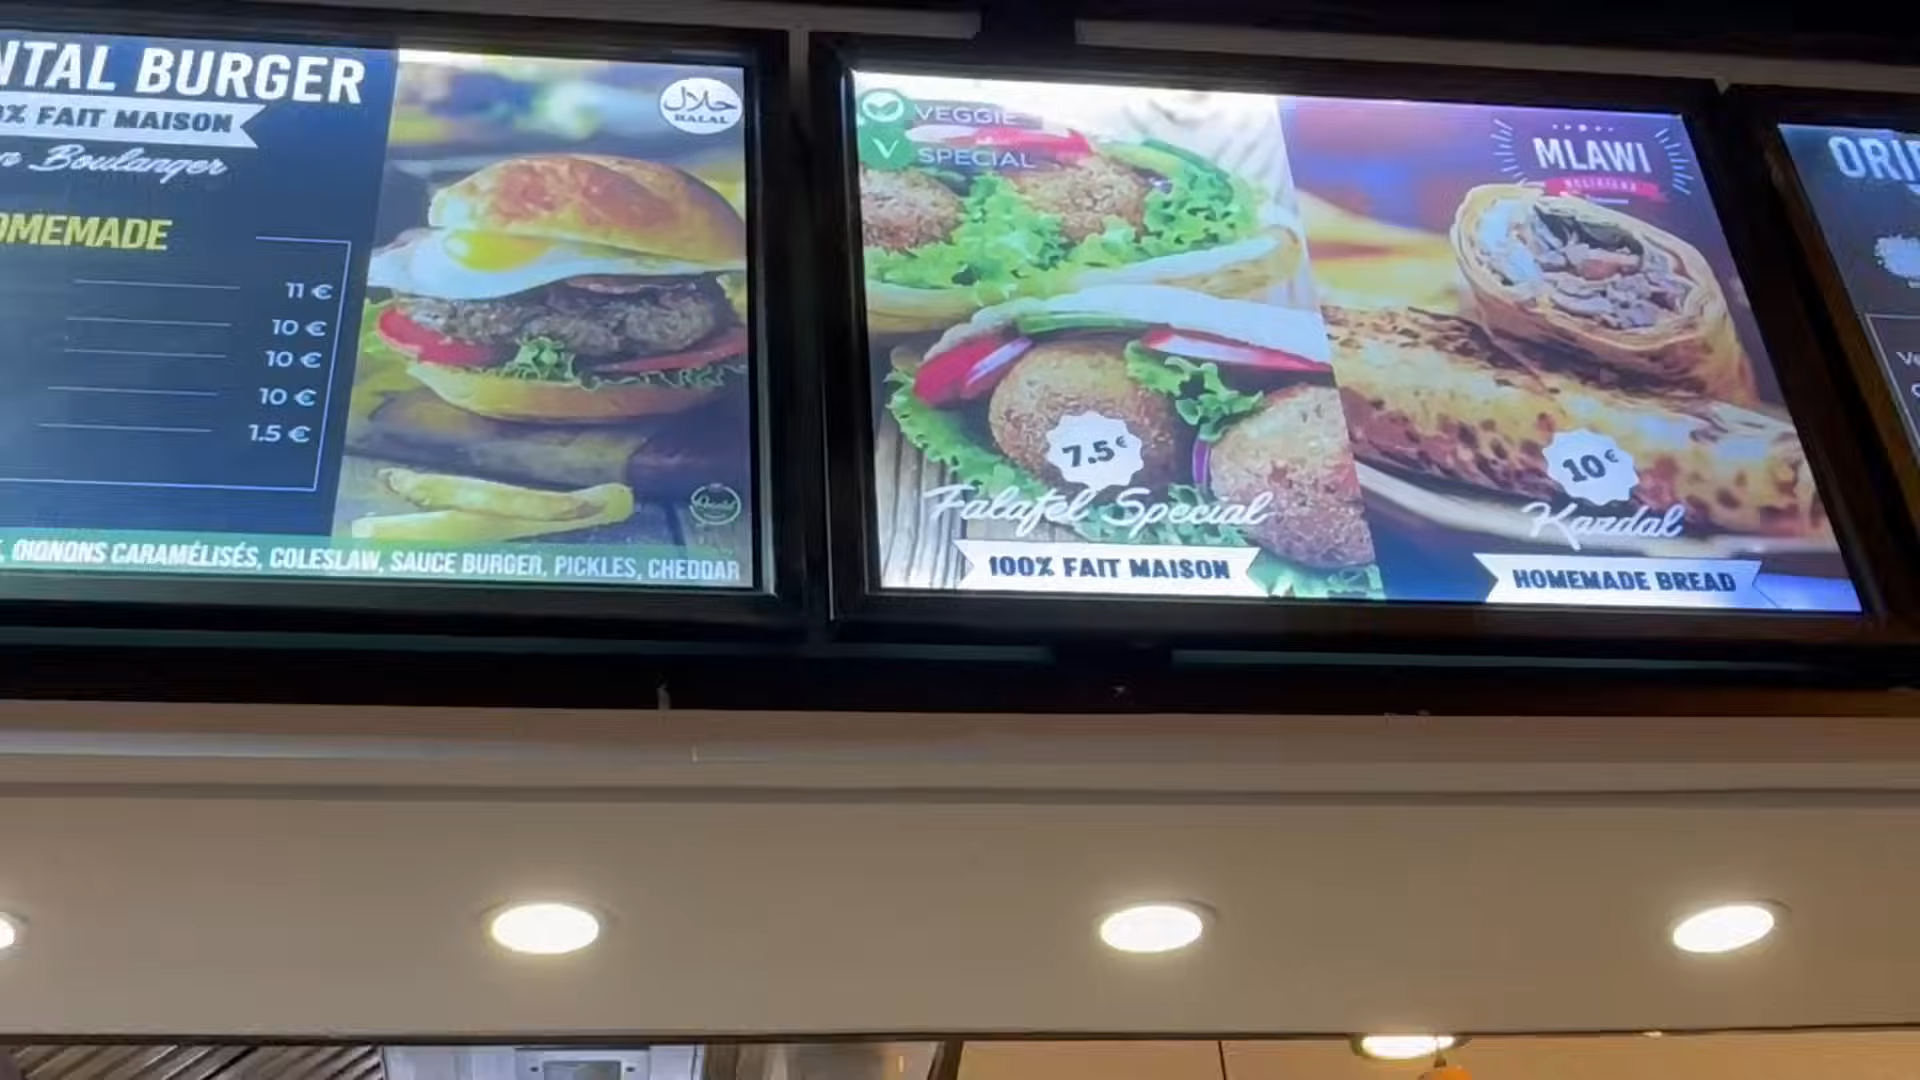 NTAL BURGER
% FAIT MAISON
n Boulanger
OMEMADE
11 €
10 €
10 €
10 €
1.5 €
OIGNONS CARAMÉLISÉS, COLESLAW, SAUCE BURGER, PICKLES, CHEDDAR
حلال
HALAL
VEGGIE
V SPECIAL
7.5€
Falafel Special
100% FAIT MAISON
MLAWI
10€
Kardal
HOMEMADE BREAD
ORI
Ve